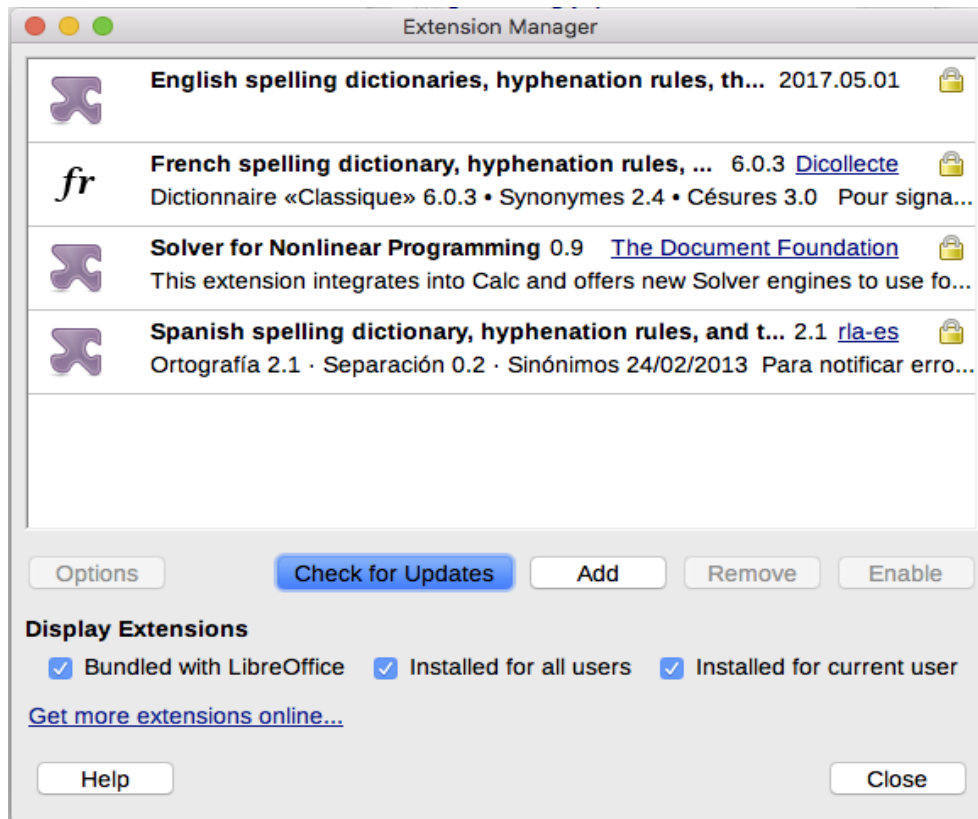 Extension Manager
English spelling dictionaries, hyphenation rules, th... 2017.05.01
fr
French spelling dictionary, hyphenation rules, ... 6.0.3 Dicollecte
Dictionnaire «Classique» 6.0.3 • Synonymes 2.4 • Césures 3.0 Pour signa...
Solver for Nonlinear Programming 0.9 The Document Foundation
This extension integrates into Calc and offers new Solver engines to use fo...
Spanish spelling dictionary, hyphenation rules, and t... 2.1 rla-es
Ortografía 2.1 · Separación 0.2 · Sinónimos 24/02/2013 Para notificar erro...
Options Check for Updates Add Remove Enable
Display Extensions
Bundled with LibreOffice Installed for all users Installed for current user
Get more extensions online...
Help Close